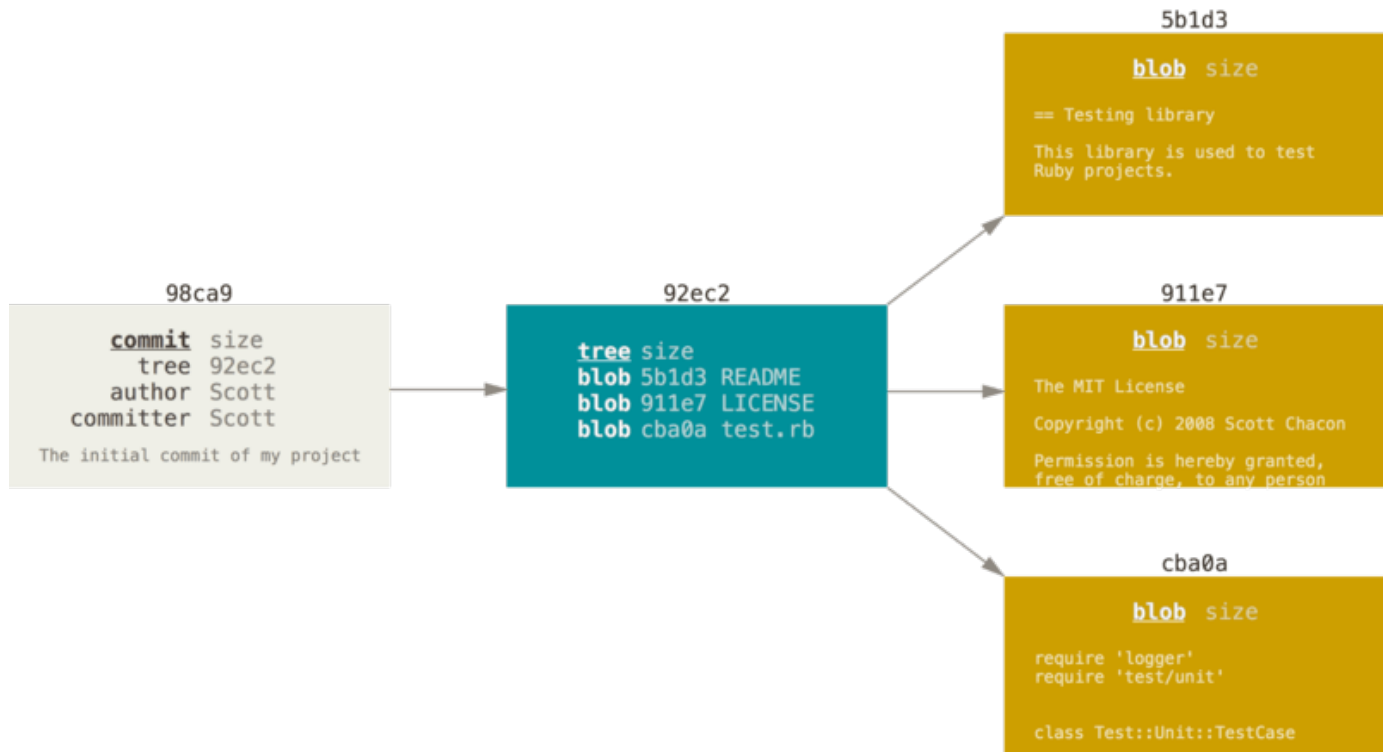 98ca9
commit size
tree 92ec2
author Scott
committer Scott
The initial commit of my project
92ec2
tree size
blob 5b1d3 README
blob 911e7 LICENSE
blob cba0a test.rb
5b1d3
blob size
== Testing library
This library is used to test
Ruby projects.
911e7
blob size
The MIT License
Copyright (c) 2008 Scott Chacon
Permission is hereby granted,
free of charge, to any person
cba0a
blob size
require 'logger'
require 'test/unit'
class Test::Unit::TestCase